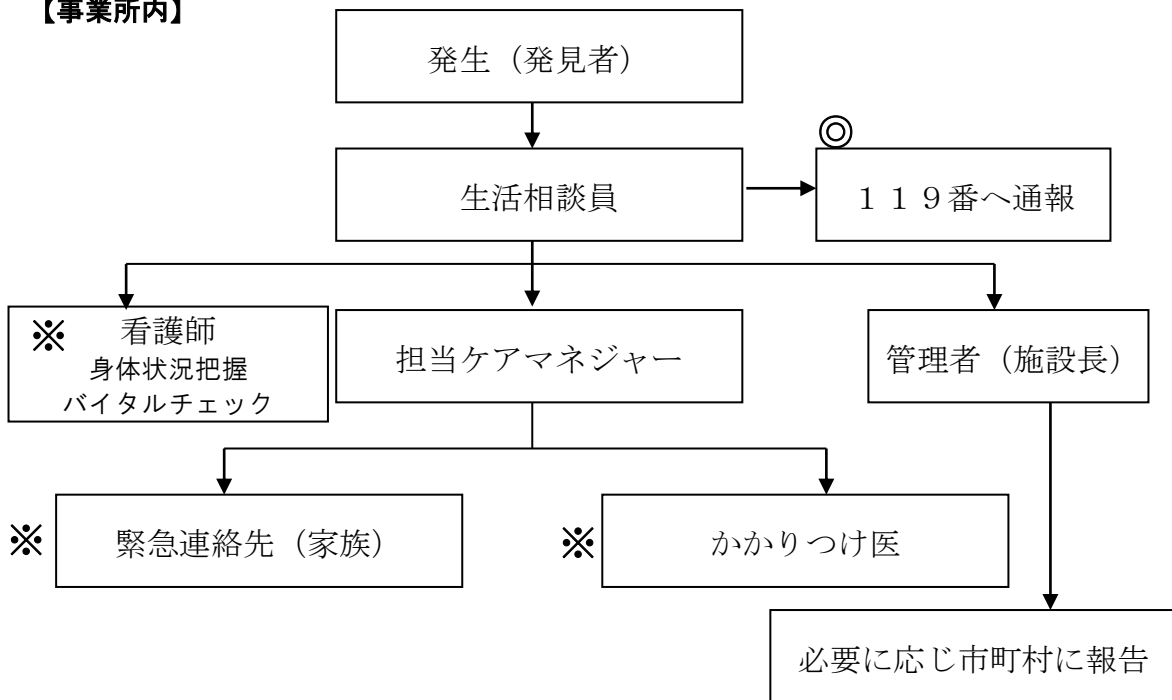 【事業所内】
発生（発見者）
◎
生活相談員
１１９番へ通報
※ 看護師
身体状況把握
バイタルチェック
担当ケアマネジャー
管理者（施設長）
※ 緊急連絡先（家族）
※ かかりつけ医
必要に応じ市町村に報告